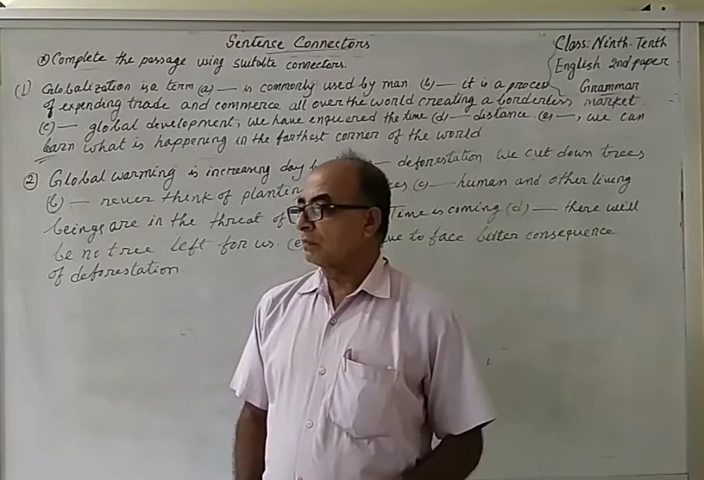 Sentence Connectors
Class: Ninth-Tenth
English 2nd paper
Grammar
Complete the passage using suitable connectors.
(1) Globalization is a term (a) — is commonly used by man (b) — it is a process
of expending trade and commerce all over the world creating a borderless market.
(c) — global development, we have enquered the time (d) — distance. (e) —, we can
learn what is happening in the farthest corner of the world
2 Global warming is increasing day — deforestation we cut down trees
(b) — never think of (c) — human and other living
beings are in the threat of Time is coming (d) — there will
be no tree left for us. to face bitter consequence
of deforestation